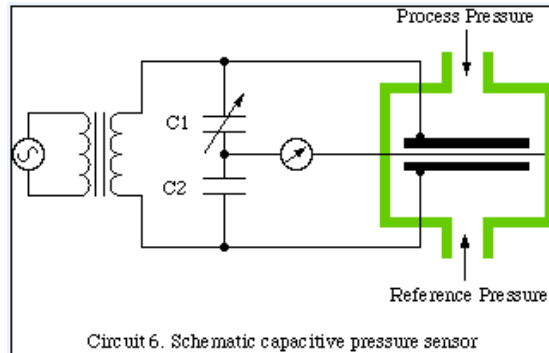 Process Pressure
C1
C2
Reference Pressure
Circuit 6. Schematic capacitive pressure sensor